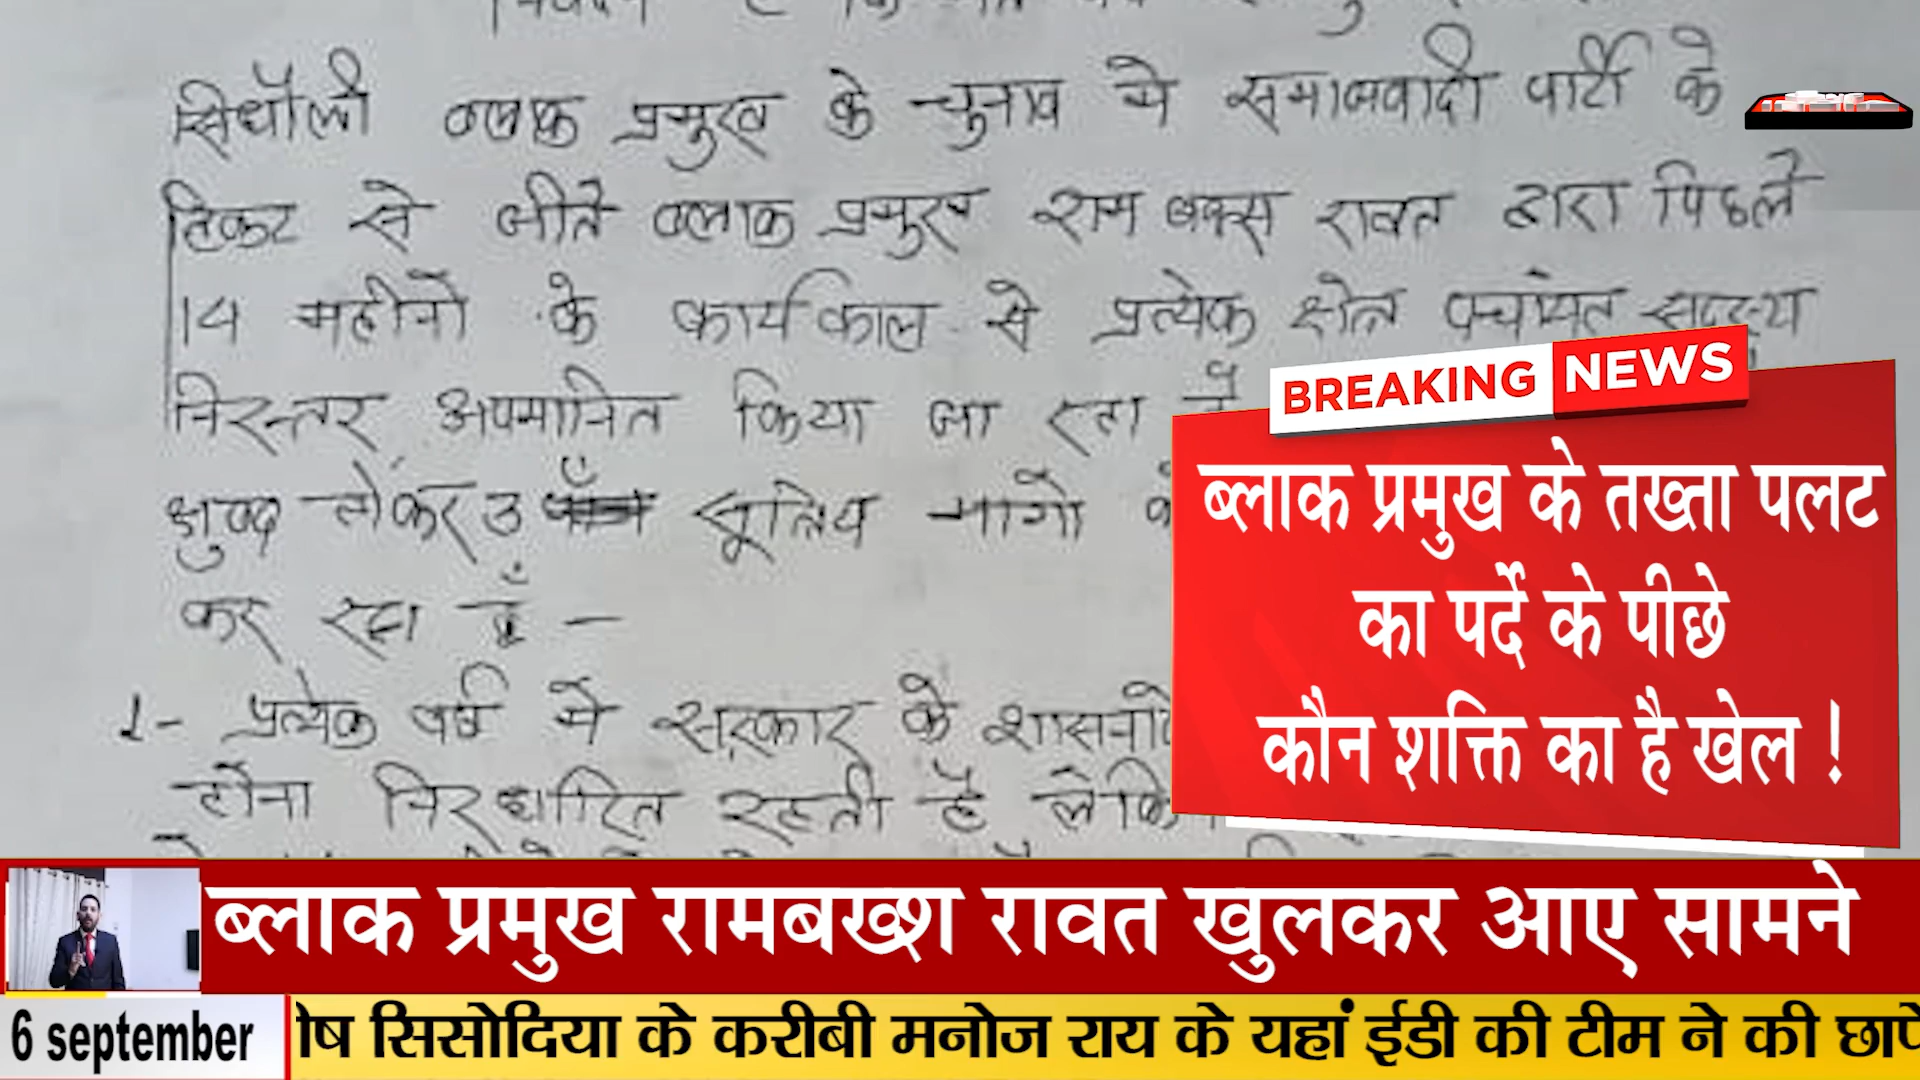 सिधौली ब्लाक प्रमुख के चुनाव मे समाजवादी पार्टी के
टिकट से जीते ब्लाक प्रमुख राम बक्स रावत द्वारा पिछले
14 महीनो के कार्यकाल से प्रत्येक क्षेत्र पंचायत सदस्य
निरन्तर अपमानित किया जा रहा
क्षुब्द होकर उ सूत्रिय मागो
कर रहा हूँ -
1- प्रत्येक वर्ष मे सरकार के
होना निरधारित रहती है
BREAKING NEWS
ब्लाक प्रमुख के तख्ता पलट
का पर्दे के पीछे
कौन शक्ति का है खेल !
ब्लाक प्रमुख रामबख्श रावत खुलकर आए सामने
6 september
ोष सिसोदिया के करीबी मनोज राय के यहां ईडी की टीम ने की छापे